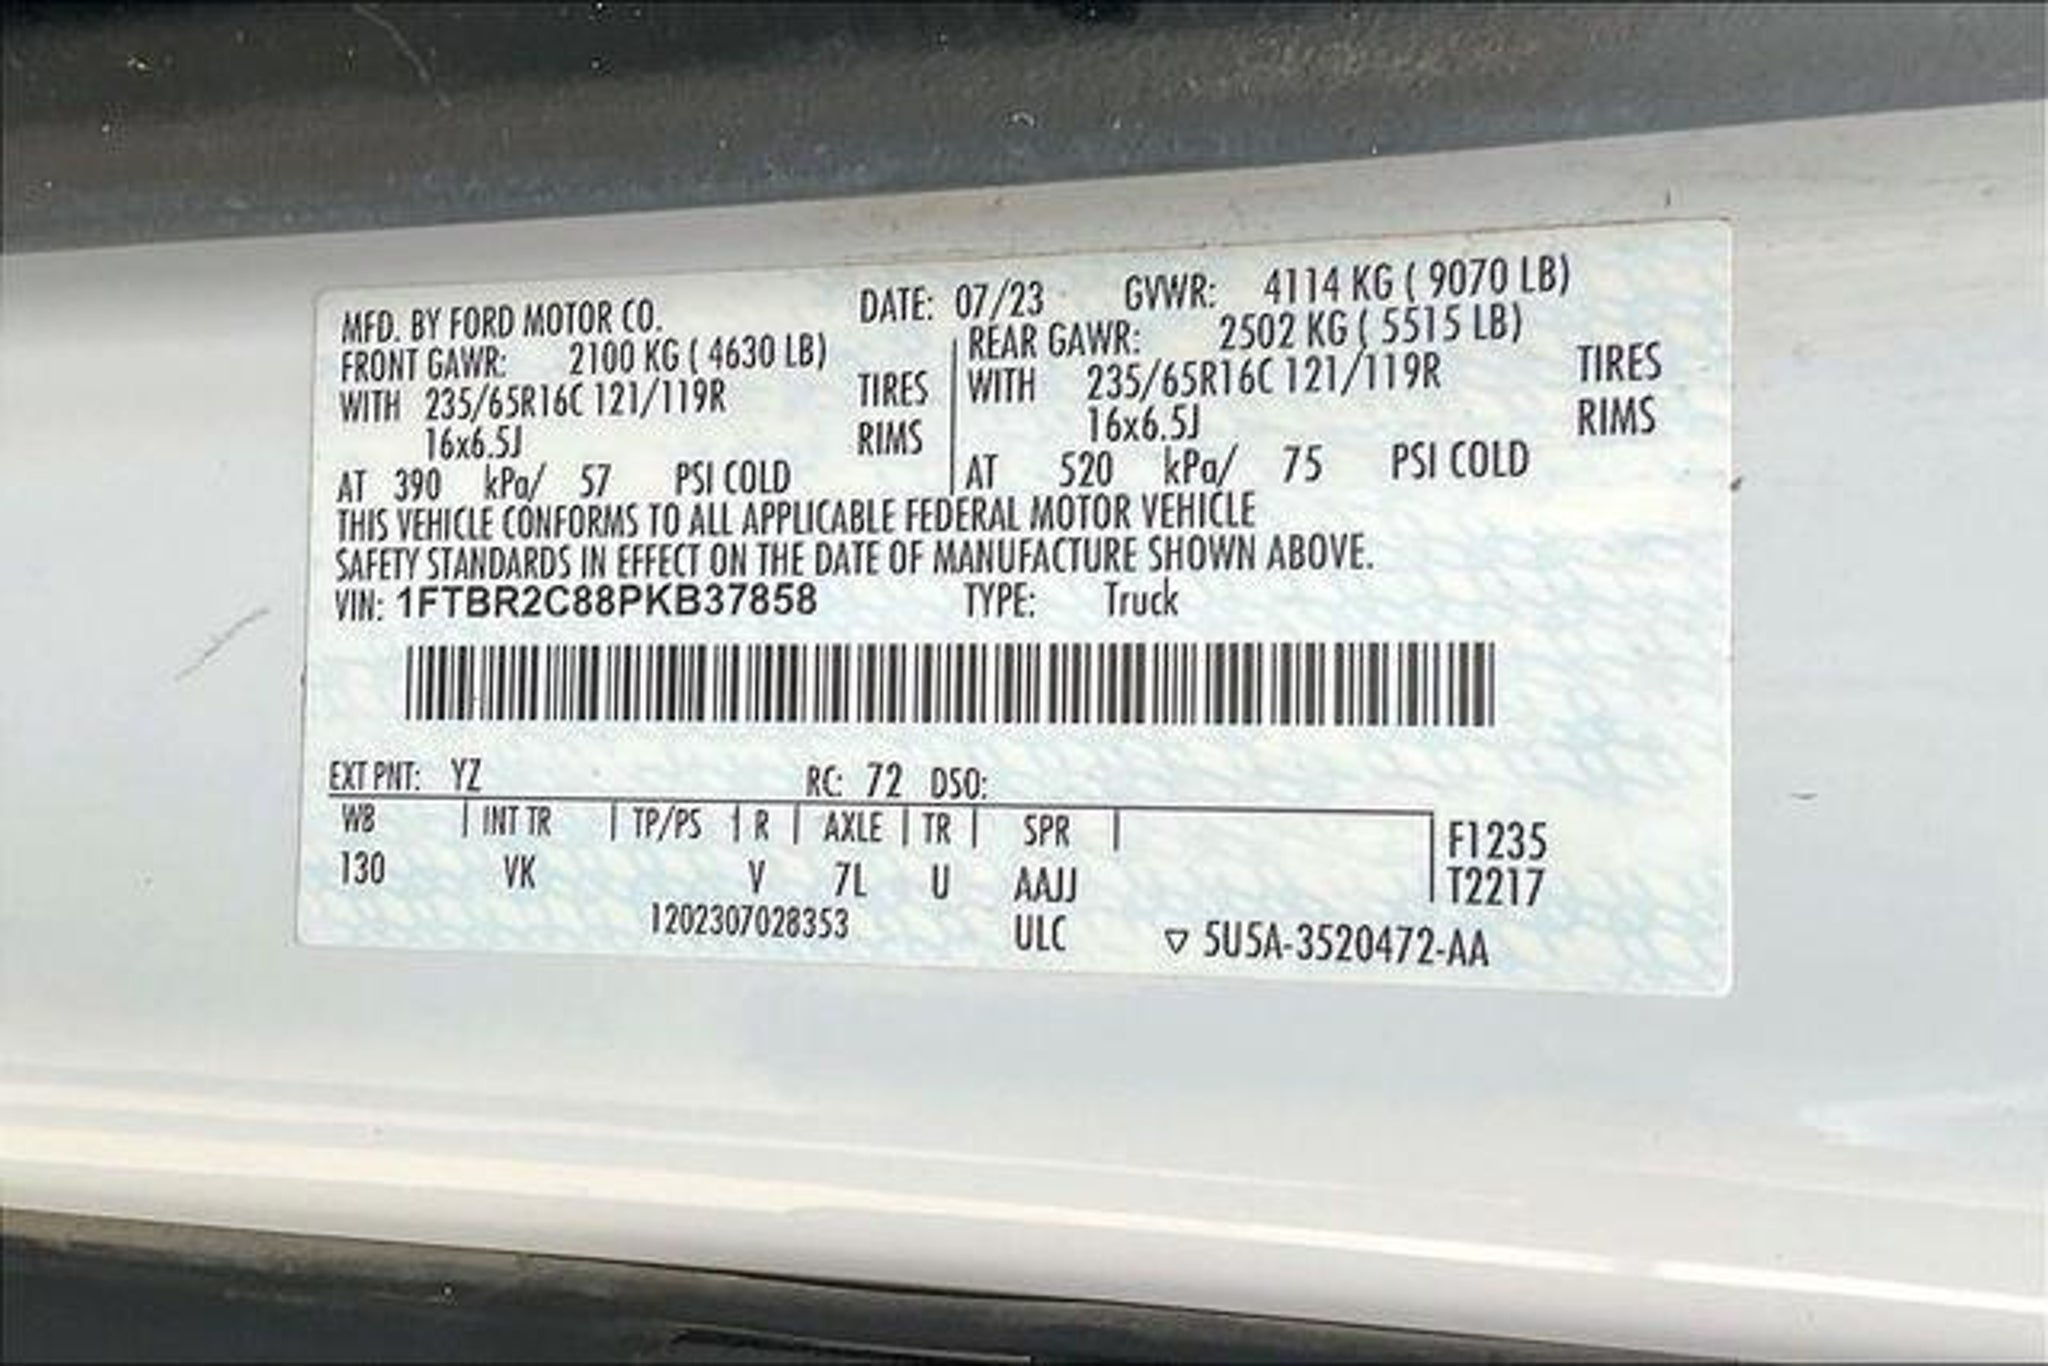 MFD. BY FORD MOTOR CO. DATE: 07/23 GVWR: 4114 KG ( 9070 LB)
FRONT GAWR: 2100 KG ( 4630 LB)
WITH 235/65R16C 121/119R TIRES
16x6.5J RIMS
AT 390 kPa/ 57 PSI COLD
REAR GAWR: 2502 KG ( 5515 LB)
WITH 235/65R16C 121/119R TIRES
16x6.5J RIMS
AT 520 kPa/ 75 PSI COLD
THIS VEHICLE CONFORMS TO ALL APPLICABLE FEDERAL MOTOR VEHICLE
SAFETY STANDARDS IN EFFECT ON THE DATE OF MANUFACTURE SHOWN ABOVE.
VIN: 1FTBR2C88PKB37858 TYPE: Truck
EXT PNT: YZ RC: 72 DSO:
WB INT TR TP/PS R AXLE TR SPR
130 VK V 7L U AAJJ
F1235
T2217
1202307028353 ULC ▽ 5U5A-3520472-AA